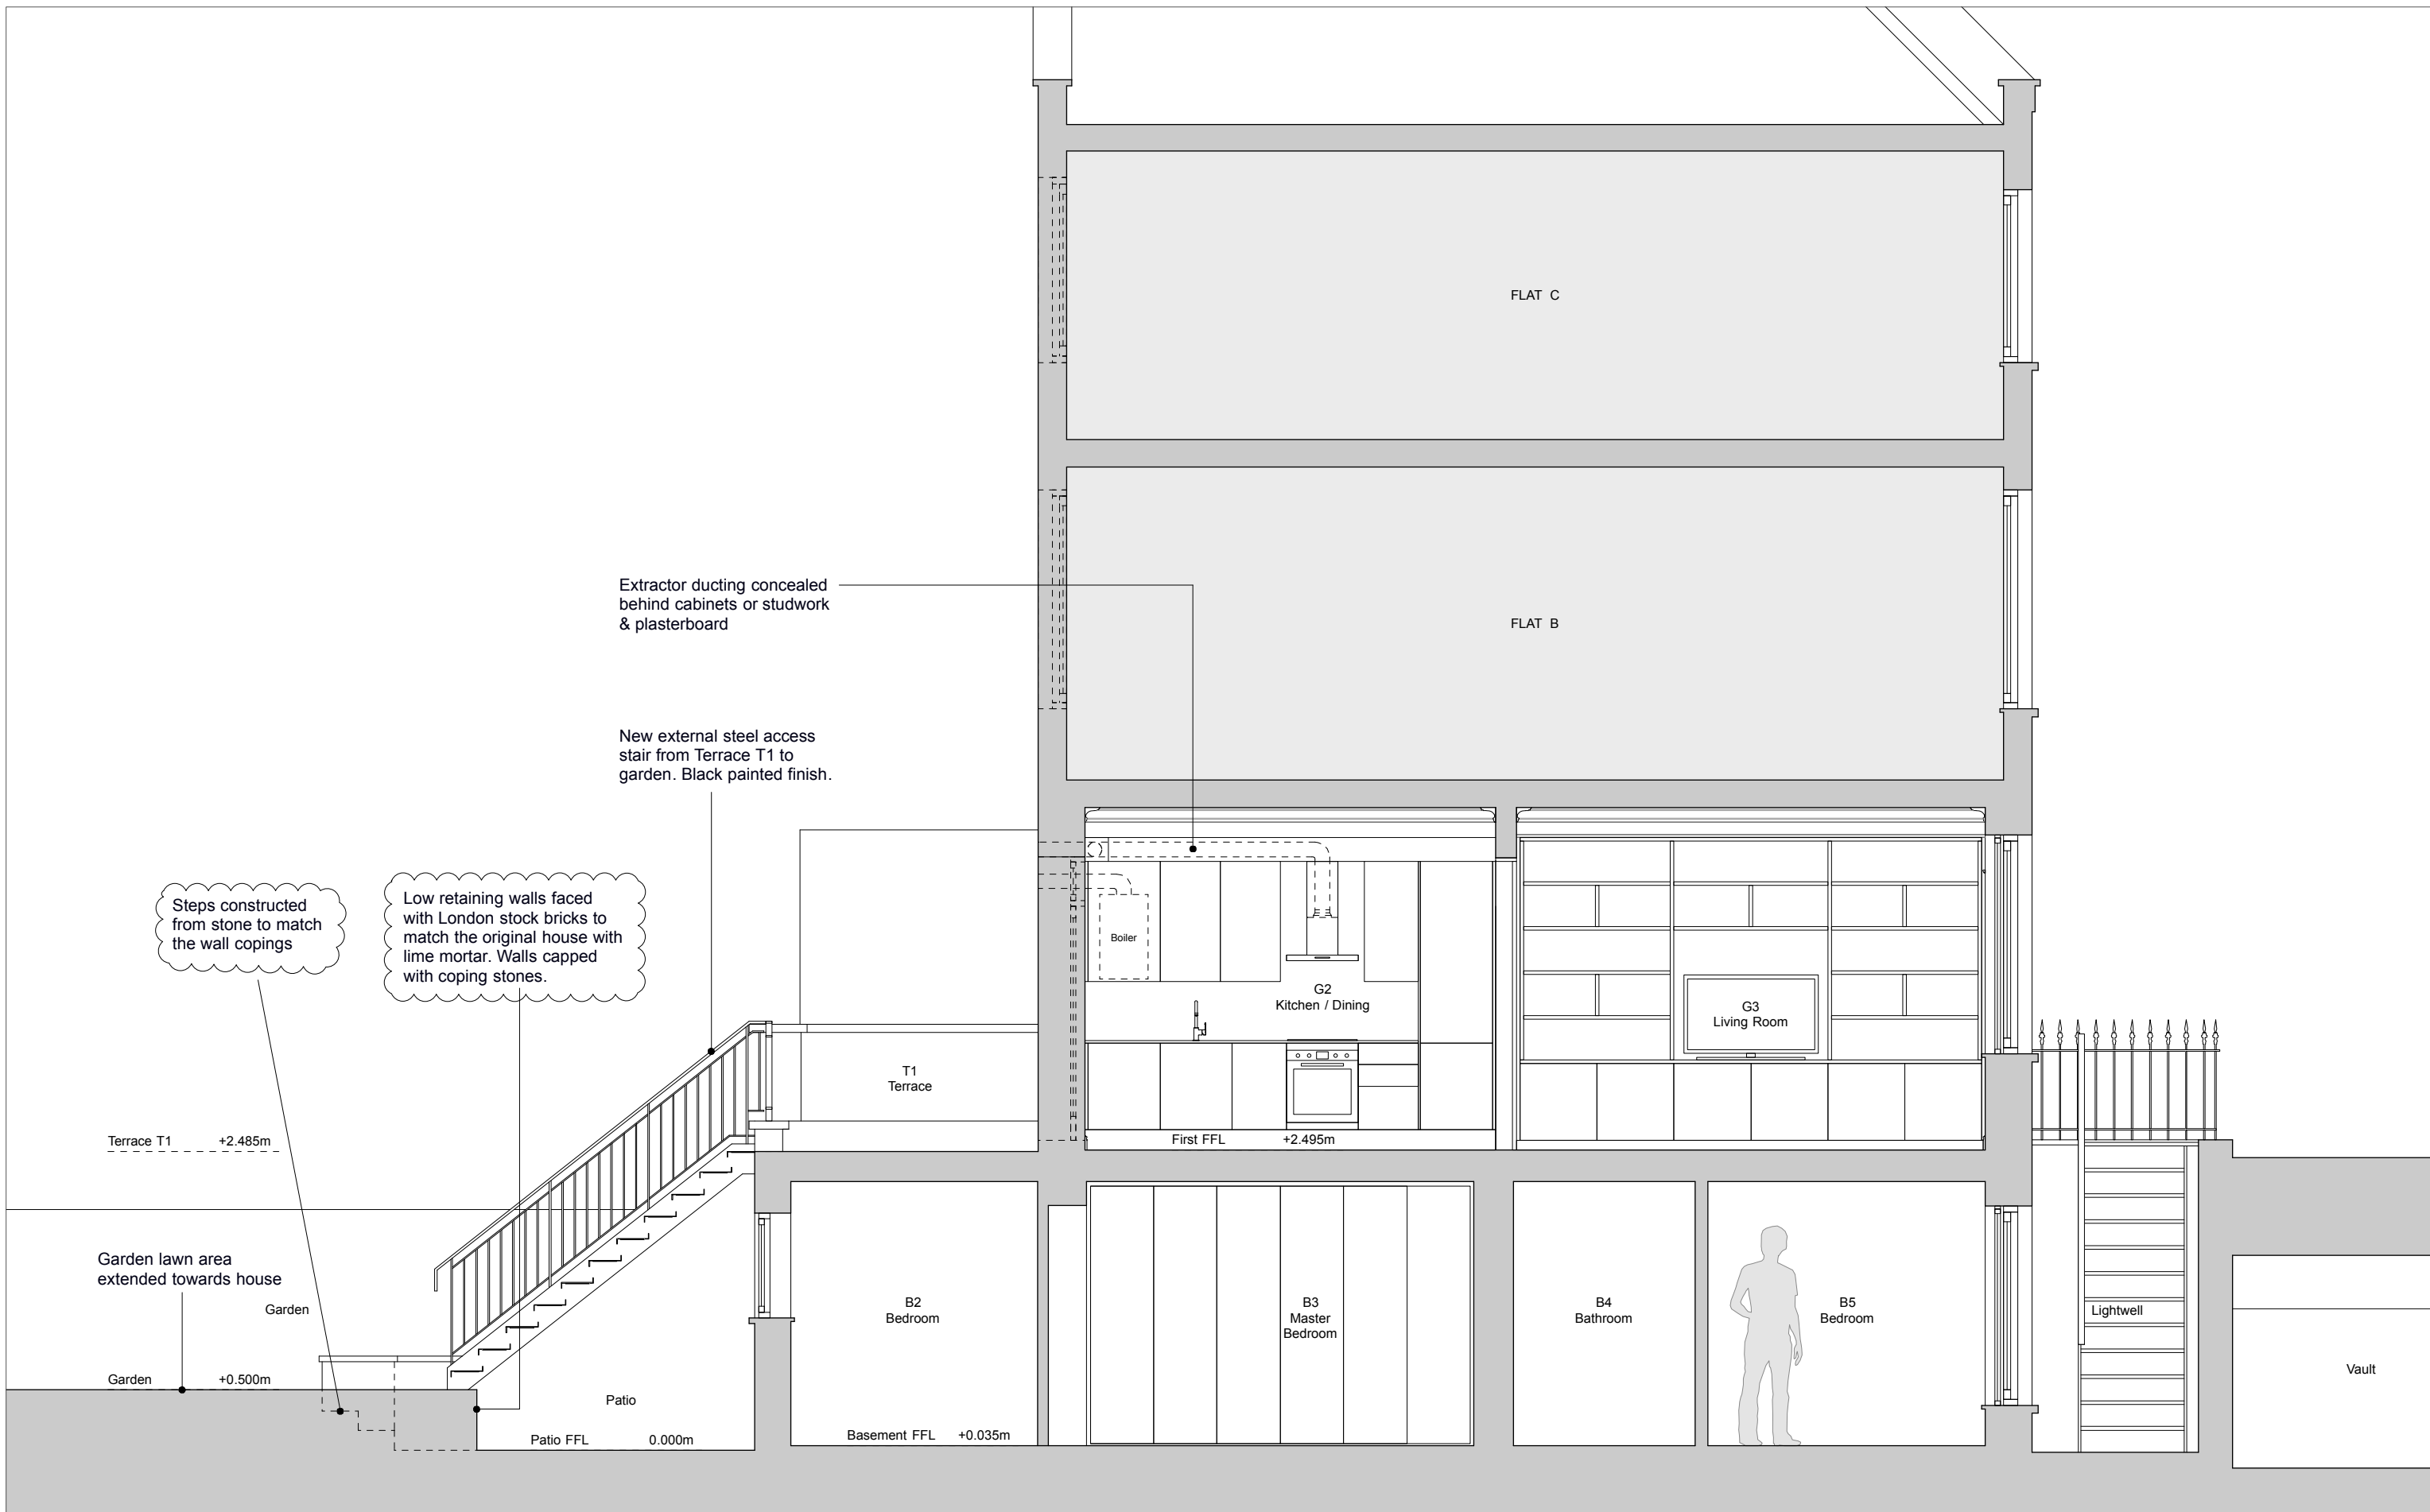 FLAT C
Extractor ducting concealed
behind cabinets or studwork
& plasterboard
FLAT B
New external steel access
stair from Terrace T1 to
garden. Black painted finish.
Steps constructed
from stone to match
the wall copings
Low retaining walls faced
with London stock bricks to
match the original house with
lime mortar. Walls capped
with coping stones.
Boiler
G2
Kitchen / Dining
G3
Living Room
T1
Terrace
Terrace T1 +2.485m
First FFL +2.495m
Garden lawn area
extended towards house
Garden
B2
Bedroom
B3
Master
Bedroom
B4
Bathroom
B5
Bedroom
Lightwell
Vault
Garden +0.500m
Patio
Patio FFL 0.000m
Basement FFL +0.035m